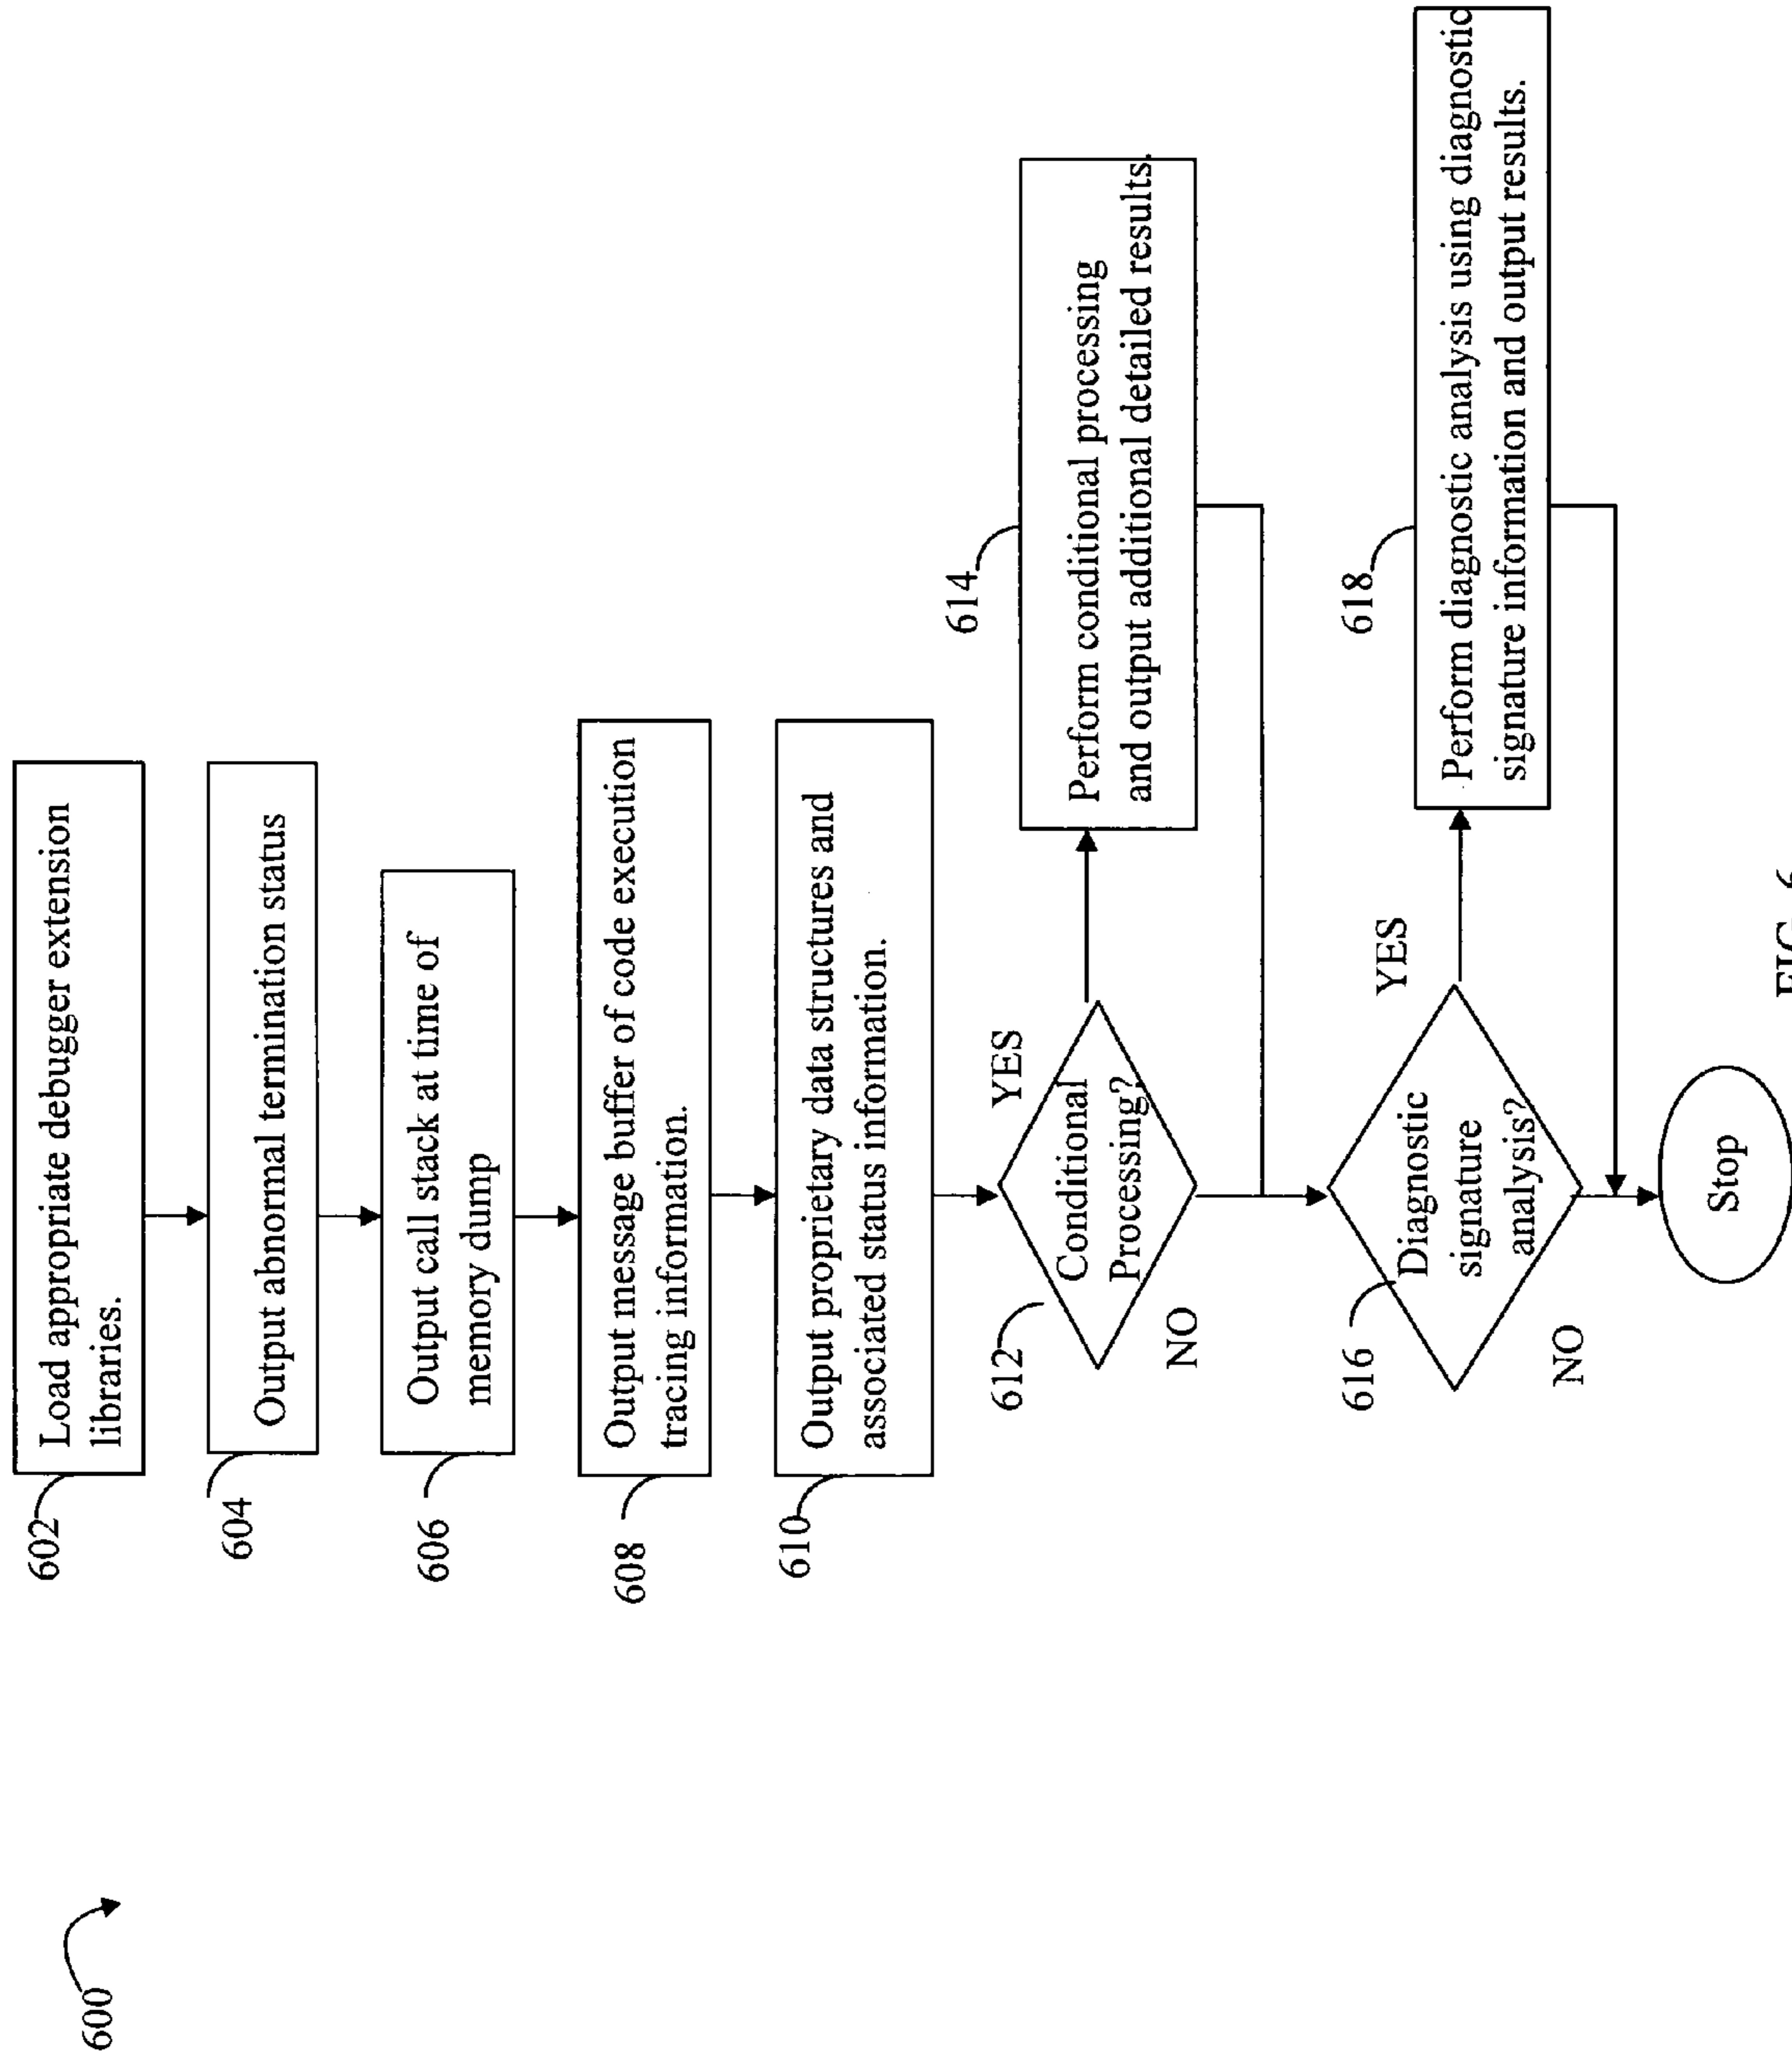 600
602
Load appropriate debugger extension
libraries.
604
Output abnormal termination status
606
Output call stack at time of
memory dump
608
Output message buffer of code execution
tracing information.
610
Output proprietary data structures and
associated status information.
612
Conditional
Processing?
YES
NO
614
Perform conditional processing
and output additional detailed results.
616
Diagnostic
signature
analysis?
YES
NO
618
Perform diagnostic analysis using diagnostic
signature information and output results.
Stop
FIG. 6